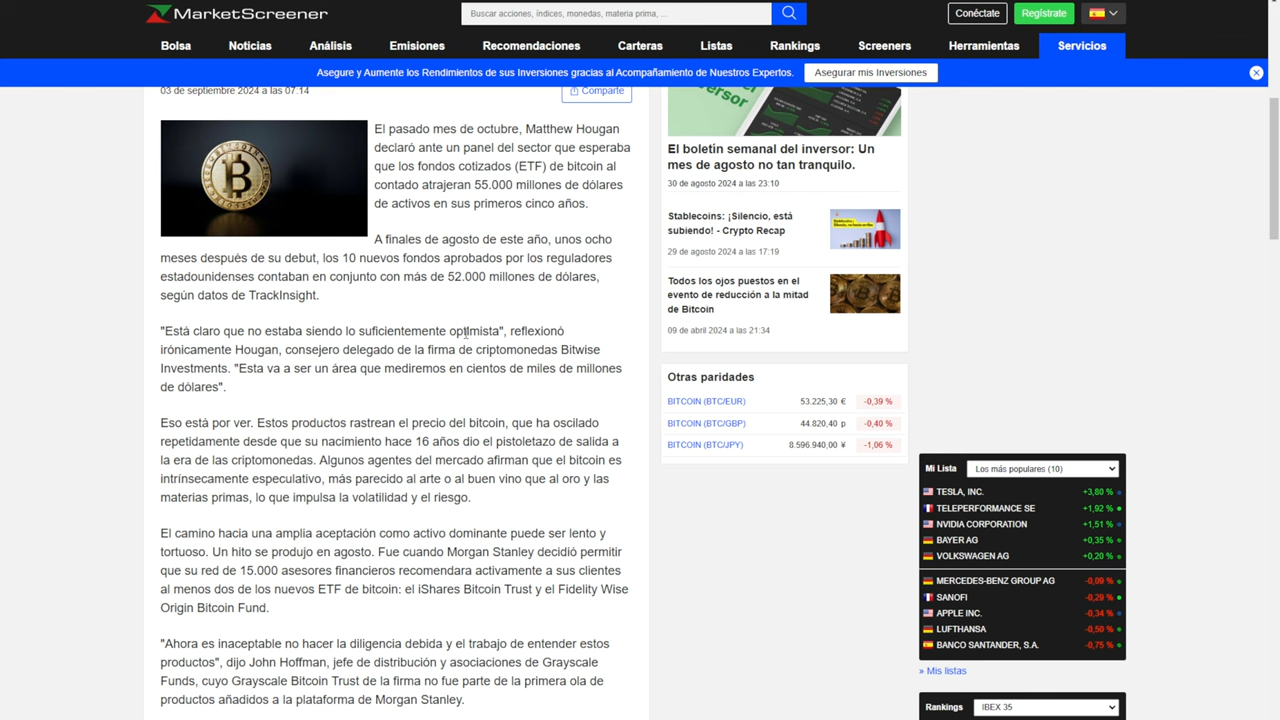 MarketScreener
Buscar acciones, índices, monedas, materia prima, ...
Conéctate
Regístrate
Bolsa
Noticias
Análisis
Emisiones
Recomendaciones
Carteras
Listas
Rankings
Screeners
Herramientas
Servicios
Asegure y Aumente los Rendimientos de sus Inversiones gracias al Acompañamiento de Nuestros Expertos.
Asegurar mis Inversiones
03 de septiembre 2024 a las 07:14
Comparte
El pasado mes de octubre, Matthew Hougan
declaró ante un panel del sector que esperaba
que los fondos cotizados (ETF) de bitcoin al
contado atrajeran 55.000 millones de dólares
de activos en sus primeros cinco años.
A finales de agosto de este año, unos ocho
meses después de su debut, los 10 nuevos fondos aprobados por los reguladores
estadounidenses contaban en conjunto con más de 52.000 millones de dólares,
según datos de TrackInsight.
"Está claro que no estaba siendo lo suficientemente optimista", reflexionó
irónicamente Hougan, consejero delegado de la firma de criptomonedas Bitwise
Investments. "Esta va a ser un área que mediremos en cientos de miles de millones
de dólares".
Eso está por ver. Estos productos rastrean el precio del bitcoin, que ha oscilado
repetidamente desde que su nacimiento hace 16 años dio el pistoletazo de salida a
la era de las criptomonedas. Algunos agentes del mercado afirman que el bitcoin es
intrínsecamente especulativo, más parecido al arte o al buen vino que al oro y las
materias primas, lo que impulsa la volatilidad y el riesgo.
El camino hacia una amplia aceptación como activo dominante puede ser lento y
tortuoso. Un hito se produjo en agosto. Fue cuando Morgan Stanley decidió permitir
que su red de 15.000 asesores financieros recomendara activamente a sus clientes
al menos dos de los nuevos ETF de bitcoin: el iShares Bitcoin Trust y el Fidelity Wise
Origin Bitcoin Fund.
"Ahora es inaceptable no hacer la diligencia debida y el trabajo de entender estos
productos", dijo John Hoffman, jefe de distribución y asociaciones de Grayscale
Funds, cuyo Grayscale Bitcoin Trust de la firma no fue parte de la primera ola de
productos añadidos a la plataforma de Morgan Stanley.
El boletín semanal del inversor: Un
mes de agosto no tan tranquilo.
30 de agosto 2024 a las 23:10
Stablecoins: ¡Silencio, está
subiendo! - Crypto Recap
29 de agosto 2024 a las 17:19
Todos los ojos puestos en el
evento de reducción a la mitad
de Bitcoin
09 de abril 2024 a las 21:34
Otras paridades
BITCOIN (BTC/EUR) 53.225,30 € -0,39 %
BITCOIN (BTC/GBP) 44.820,40 p -0,40 %
BITCOIN (BTC/JPY) 8.596.940,00 ¥ -1,06 %
Mi Lista Los más populares (10)
TESLA, INC. +3,80 %
TELEPERFORMANCE SE +1,92 %
NVIDIA CORPORATION +1,51 %
BAYER AG +0,35 %
VOLKSWAGEN AG +0,20 %
MERCEDES-BENZ GROUP AG -0,09 %
SANOFI -0,29 %
APPLE INC. -0,34 %
LUFTHANSA -0,50 %
BANCO SANTANDER, S.A. -0,75 %
» Mis listas
Rankings IBEX 35